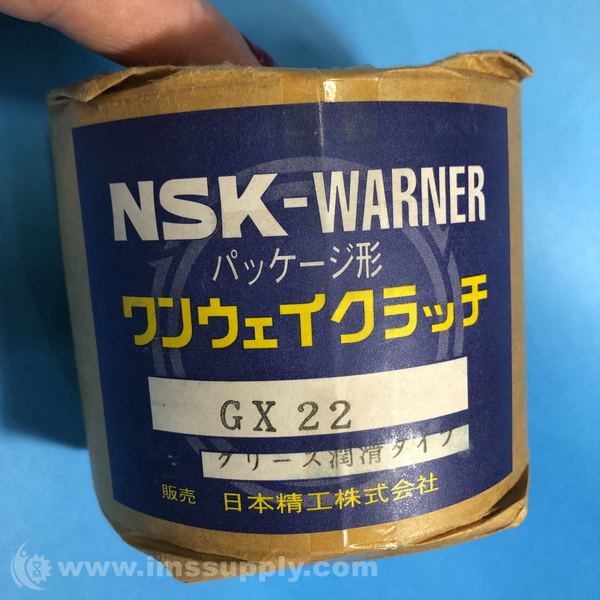 NSK-WARNER
パッケージ形
ワンウェイクラッチ
GX 22
グリース潤滑タイプ
販売 日本精工株式会社
www.imssupply.com